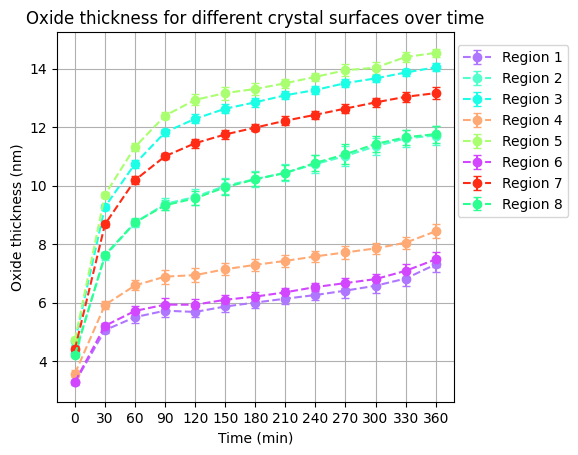 Oxide thickness for different crystal surfaces over time
Oxide thickness (nm)
14
12
10
8
6
4
0 30 60 90 120 150 180 210 240 270 300 330 360
Time (min)
Region 1
Region 2
Region 3
Region 4
Region 5
Region 6
Region 7
Region 8